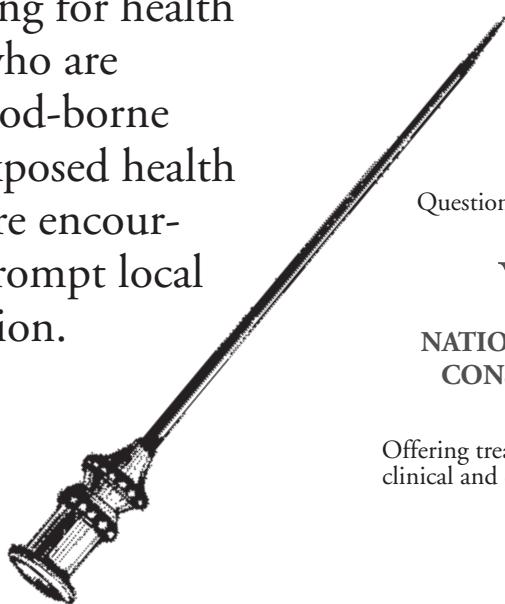 ng for health
who are
od-borne
xposed health
re encour-
rompt local
ion.
Question
NATIO
CON
Offering trea
clinical and